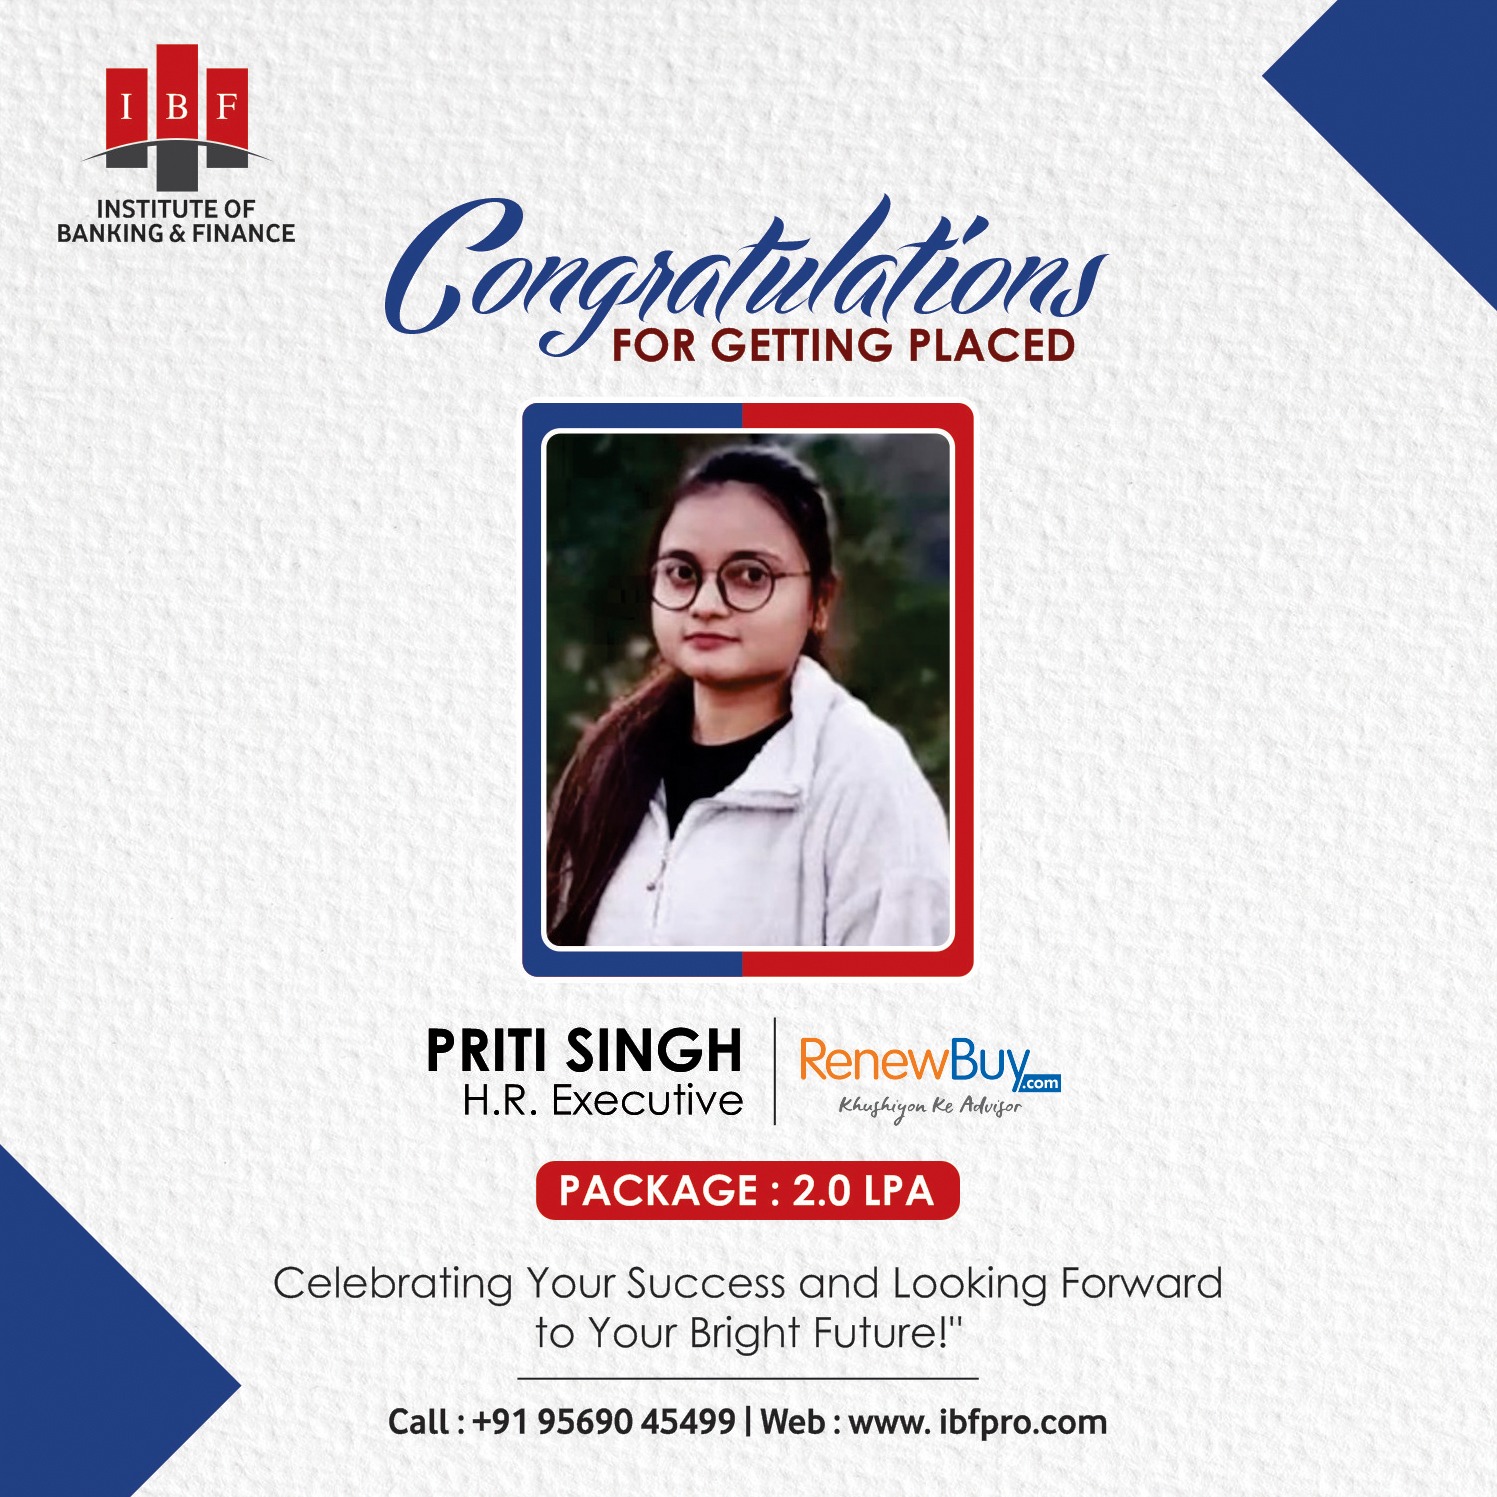 I B F
INSTITUTE OF
BANKING & FINANCE
Congratulations
FOR GETTING PLACED
PRITI SINGH
H.R. Executive
RenewBuy.com
Khushiyon Ke Advisor
PACKAGE : 2.0 LPA
Celebrating Your Success and Looking Forward
to Your Bright Future!"
Call : +91 95690 45499 | Web : www. ibfpro.com